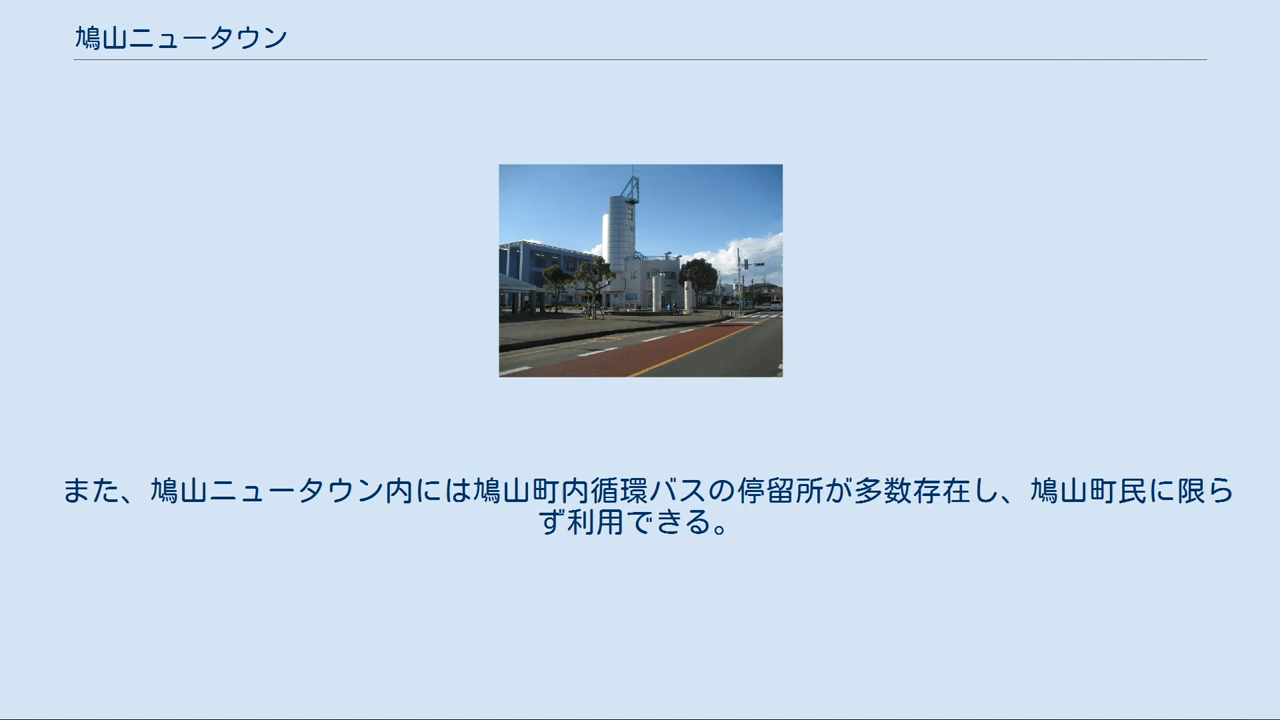 鳩山ニュータウン
また、鳩山ニュータウン内には鳩山町内循環バスの停留所が多数存在し、鳩山町民に限ら
ず利用できる。